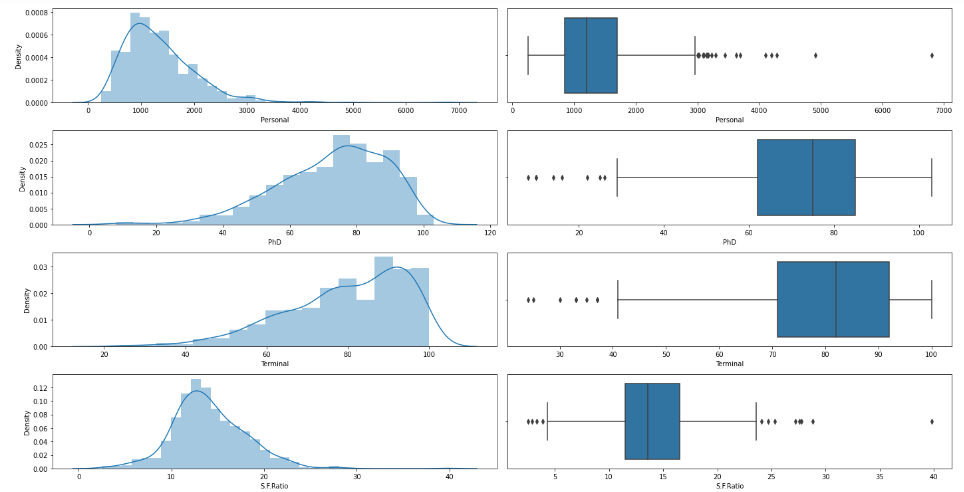 0.0008
0.0006
0.0004
0.0002
0.0000
Density
0 1000 2000 3000 4000 5000 6000 7000
Personal
0 1000 2000 3000 4000 5000 6000 7000
Personal
0.025
0.020
0.015
0.010
0.005
0.000
Density
0 20 40 60 80 100 120
PhD
20 40 60 80 100
PhD
0.03
0.02
0.01
0.00
Density
20 40 60 80 100
Terminal
30 40 50 60 70 80 90 100
Terminal
0.12
0.10
0.08
0.06
0.04
0.02
0.00
Density
0 10 20 30 40
S.F.Ratio
5 10 15 20 25 30 35 40
S.F.Ratio